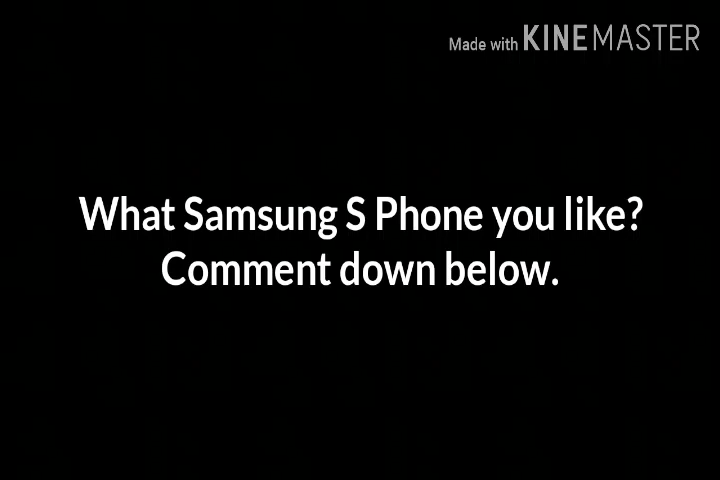 Made with KINEMASTER
What Samsung S Phone you like?
Comment down below.